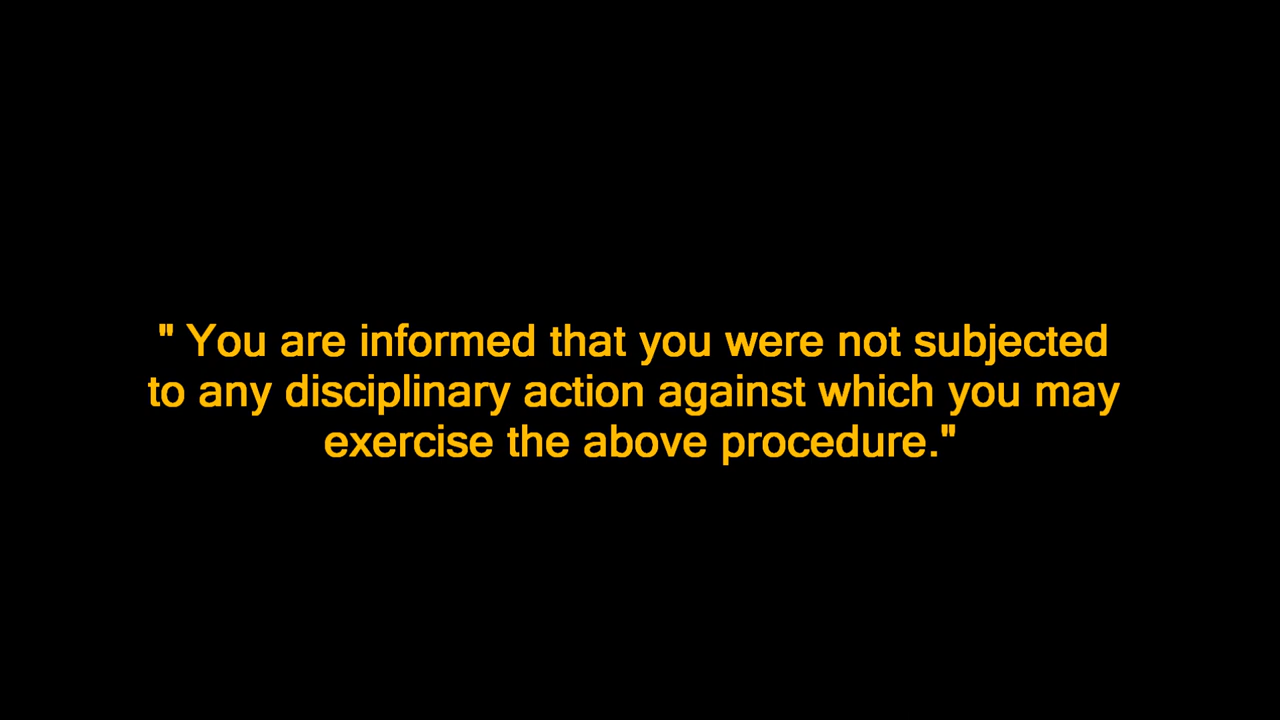 " You are informed that you were not subjected
to any disciplinary action against which you may
exercise the above procedure."